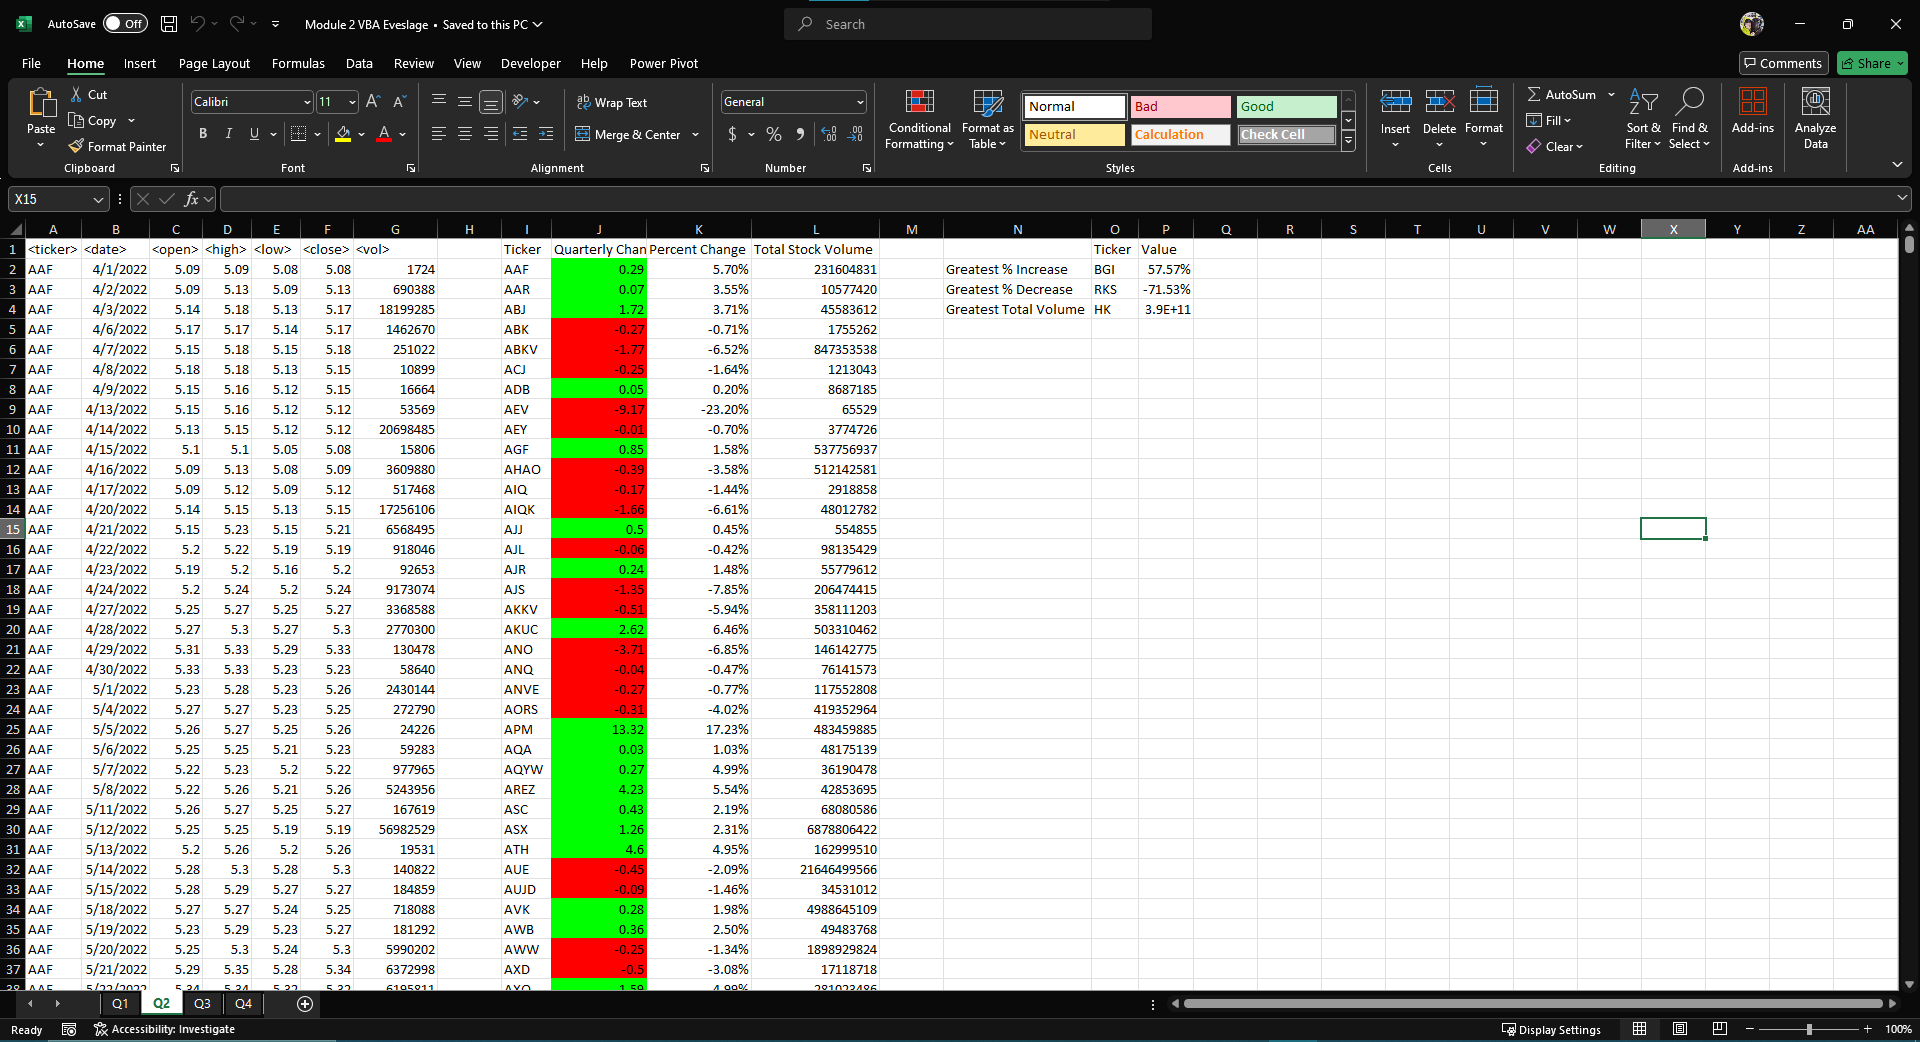 AutoSave Off Module 2 VBA Eveslage • Saved to this PC Search
File Home Insert Page Layout Formulas Data Review View Developer Help Power Pivot Comments Share
Paste Cut Copy Format Painter Clipboard
Calibri 11 B I U A Font
Wrap Text Merge & Center Alignment
General $ % , Number
Conditional Formatting Format as Table Normal Bad Good Neutral Calculation Check Cell Styles
Insert Delete Format Cells
AutoSum Fill Clear Sort & Filter Find & Select Editing
Add-ins Add-ins
Analyze Data
X15 fx
A B C D E F G H I J K L M N O P Q R S T U V W X Y Z AA
1 <ticker> <date> <open> <high> <low> <close> <vol> Ticker Quarterly Chan Percent Change Total Stock Volume Ticker Value
2 AAF 4/1/2022 5.09 5.09 5.08 5.08 1724 AAF 0.29 5.70% 231604831 Greatest % Increase BGI 57.57%
3 AAF 4/2/2022 5.09 5.13 5.09 5.13 690388 AAR 0.07 3.55% 10577420 Greatest % Decrease RKS -71.53%
4 AAF 4/3/2022 5.14 5.18 5.13 5.17 18199285 ABJ 1.72 3.71% 45583612 Greatest Total Volume HK 3.9E+11
5 AAF 4/6/2022 5.17 5.17 5.14 5.17 1462670 ABK -0.27 -0.71% 1755262
6 AAF 4/7/2022 5.15 5.18 5.15 5.18 251022 ABKV -1.77 -6.52% 847353538
7 AAF 4/8/2022 5.18 5.18 5.13 5.15 10899 ACJ -0.25 -1.64% 1213043
8 AAF 4/9/2022 5.15 5.16 5.12 5.15 16664 ADB 0.05 0.20% 8687185
9 AAF 4/13/2022 5.15 5.16 5.12 5.12 53569 AEV -9.17 -23.20% 65529
10 AAF 4/14/2022 5.13 5.15 5.12 5.12 20698485 AEY -0.01 -0.70% 3774726
11 AAF 4/15/2022 5.1 5.1 5.05 5.08 15806 AGF 0.85 1.58% 537756937
12 AAF 4/16/2022 5.09 5.13 5.08 5.09 3609880 AHAO -0.39 -3.58% 512142581
13 AAF 4/17/2022 5.09 5.12 5.09 5.12 517468 AIQ -0.17 -1.44% 2918858
14 AAF 4/20/2022 5.14 5.15 5.13 5.15 17256106 AIQK -1.66 -6.61% 48012782
15 AAF 4/21/2022 5.15 5.23 5.15 5.21 6568495 AJJ 0.5 0.45% 554855
16 AAF 4/22/2022 5.2 5.22 5.19 5.19 918046 AJL -0.06 -0.42% 98135429
17 AAF 4/23/2022 5.19 5.2 5.16 5.2 92653 AJR 0.24 1.48% 55779612
18 AAF 4/24/2022 5.2 5.24 5.2 5.24 9173074 AJS -1.35 -7.85% 206474415
19 AAF 4/27/2022 5.27 5.27 5.25 5.27 3368588 AKKV -0.51 -5.94% 358111203
20 AAF 4/28/2022 5.27 5.3 5.27 5.3 2770300 AKUC 2.62 6.46% 503310462
21 AAF 4/29/2022 5.31 5.33 5.29 5.33 130478 ANO -3.71 -6.85% 146142775
22 AAF 4/30/2022 5.33 5.33 5.23 5.23 58640 ANQ -0.04 -0.47% 76141573
23 AAF 5/1/2022 5.23 5.28 5.23 5.26 2430144 ANVE -0.27 -0.77% 117552808
24 AAF 5/4/2022 5.27 5.27 5.23 5.25 272790 AORS -0.31 -4.02% 419352964
25 AAF 5/5/2022 5.26 5.27 5.25 5.26 24226 APM 13.32 17.23% 483459885
26 AAF 5/6/2022 5.25 5.25 5.21 5.23 59283 AQA 0.03 1.03% 48175139
27 AAF 5/7/2022 5.22 5.23 5.2 5.22 977965 AQYW 0.27 4.99% 36190478
28 AAF 5/8/2022 5.22 5.26 5.21 5.26 5243956 AREZ 4.23 5.54% 42853695
29 AAF 5/11/2022 5.26 5.27 5.25 5.27 167619 ASC 0.43 2.19% 68080586
30 AAF 5/12/2022 5.25 5.25 5.19 5.19 56982529 ASX 1.26 2.31% 6878806422
31 AAF 5/13/2022 5.2 5.26 5.2 5.26 19531 ATH 4.6 4.95% 162999510
32 AAF 5/14/2022 5.28 5.3 5.28 5.3 140822 AUE -0.45 -2.09% 21646499566
33 AAF 5/15/2022 5.28 5.29 5.27 5.27 184859 AUJD -0.09 -1.46% 34531012
34 AAF 5/18/2022 5.27 5.27 5.24 5.25 718088 AVK 0.28 1.98% 4988645109
35 AAF 5/19/2022 5.23 5.29 5.23 5.27 181292 AWB 0.36 2.50% 49483768
36 AAF 5/20/2022 5.25 5.3 5.24 5.3 5990202 AWW -0.25 -1.34% 1898929824
37 AAF 5/21/2022 5.29 5.35 5.28 5.34 6372998 AXD -0.5 -3.08% 17118718
38 AAF 5/22/2022 5.34 5.34 5.32 5.32 6195811 AXO 1.59 4.99% 281023486
Q1 Q2 Q3 Q4
Ready Accessibility: Investigate Display Settings 100%